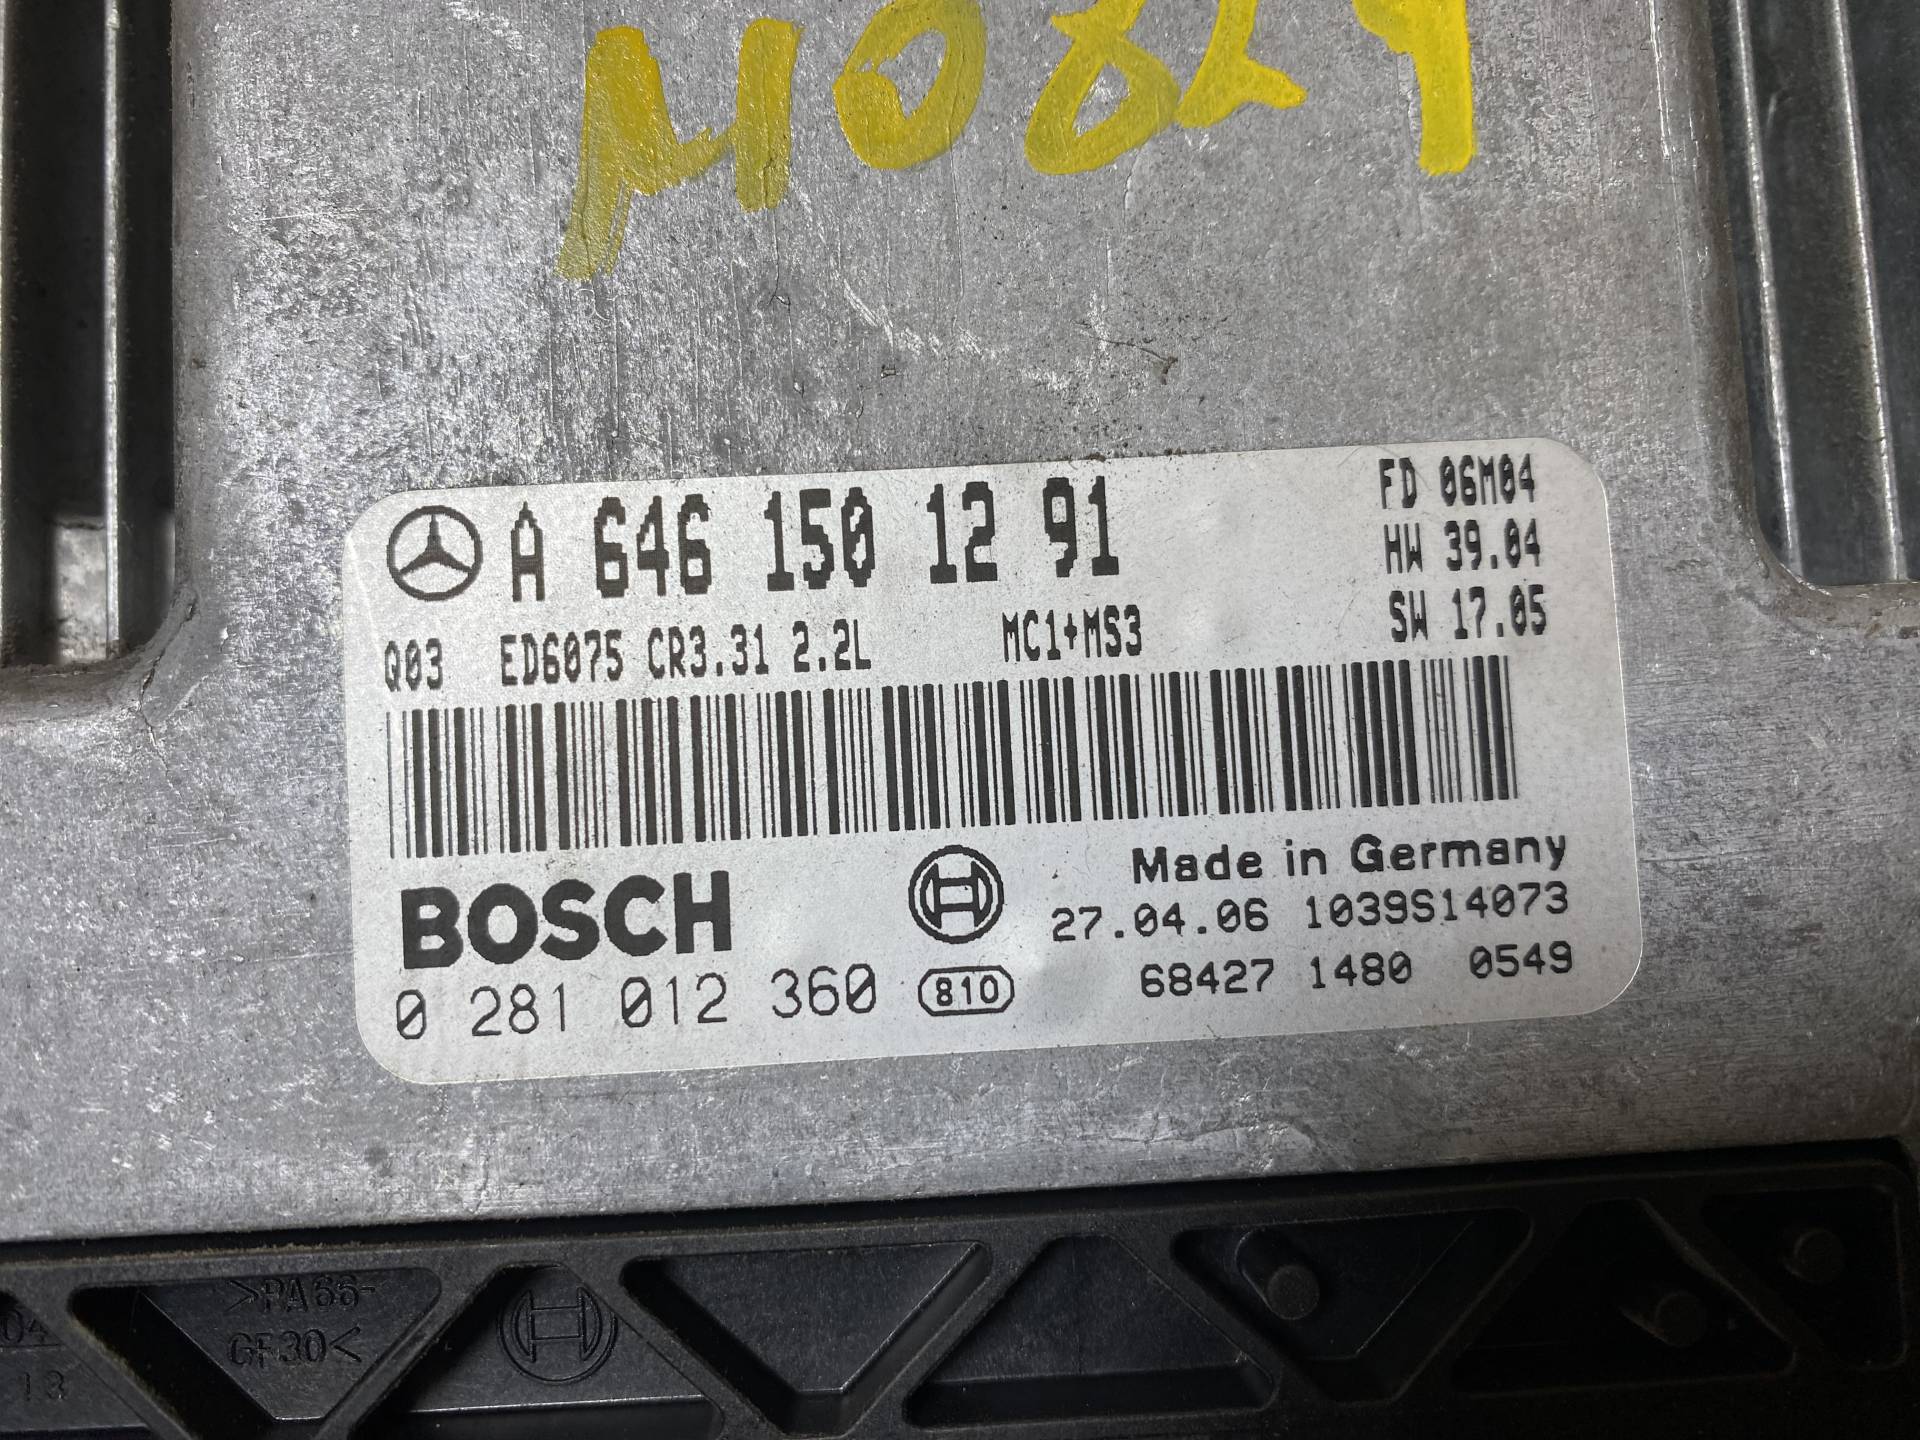 A 646 150 12 91
FD 06M04
HW 39.04
SW 17.05
Q03 ED6075 CR3.31 2.2L MC1+MS3
BOSCH
Made in Germany
27.04.06 1039S14073
0 281 012 360 810
68427 1480 0549
>PA66-
GF30<
04
13